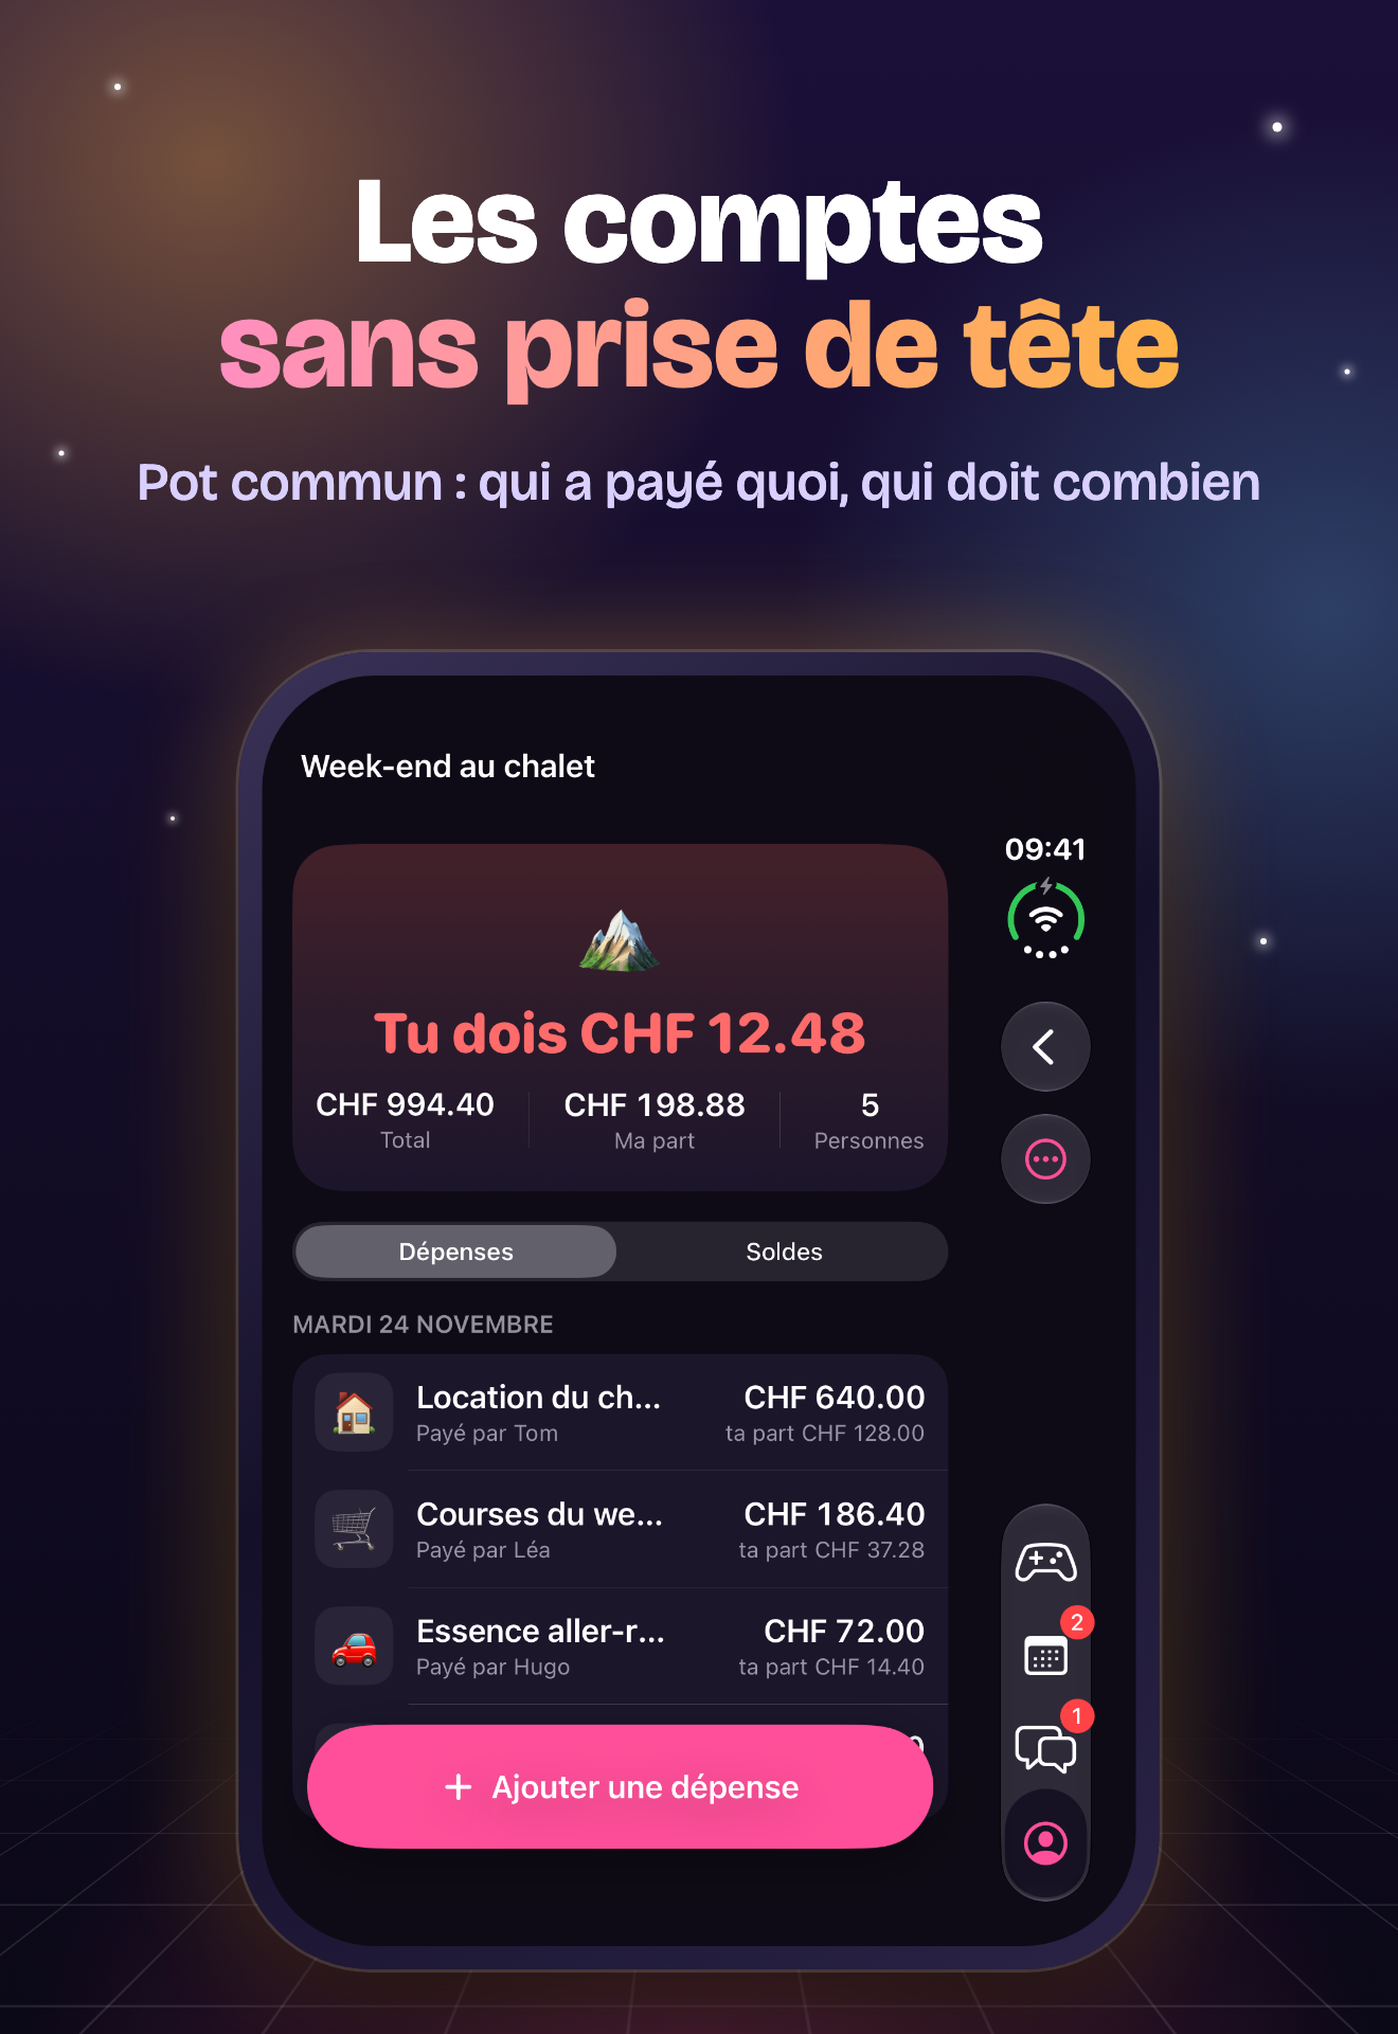 Les comptes
sans prise de tête
Pot commun : qui a payé quoi, qui doit combien
Week-end au chalet
09:41
Tu dois CHF 12.48
CHF 994.40
Total
CHF 198.88
Ma part
5
Personnes
Dépenses
Soldes
MARDI 24 NOVEMBRE
Location du ch...
CHF 640.00
Payé par Tom
ta part CHF 128.00
Courses du we...
CHF 186.40
Payé par Léa
ta part CHF 37.28
Essence aller-r...
CHF 72.00
Payé par Hugo
ta part CHF 14.40
2
1
+ Ajouter une dépense